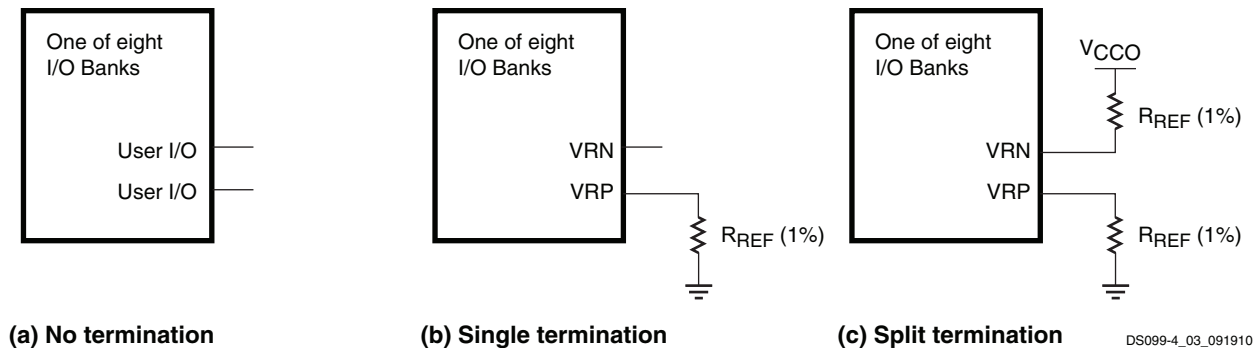 One of eight
I/O Banks
User I/O
User I/O
(a) No termination
One of eight
I/O Banks
VRN
VRP
RREF (1%)
(b) Single termination
One of eight
I/O Banks
VCCO
RREF (1%)
VRN
VRP
RREF (1%)
(c) Split termination
DS099-4_03_091910